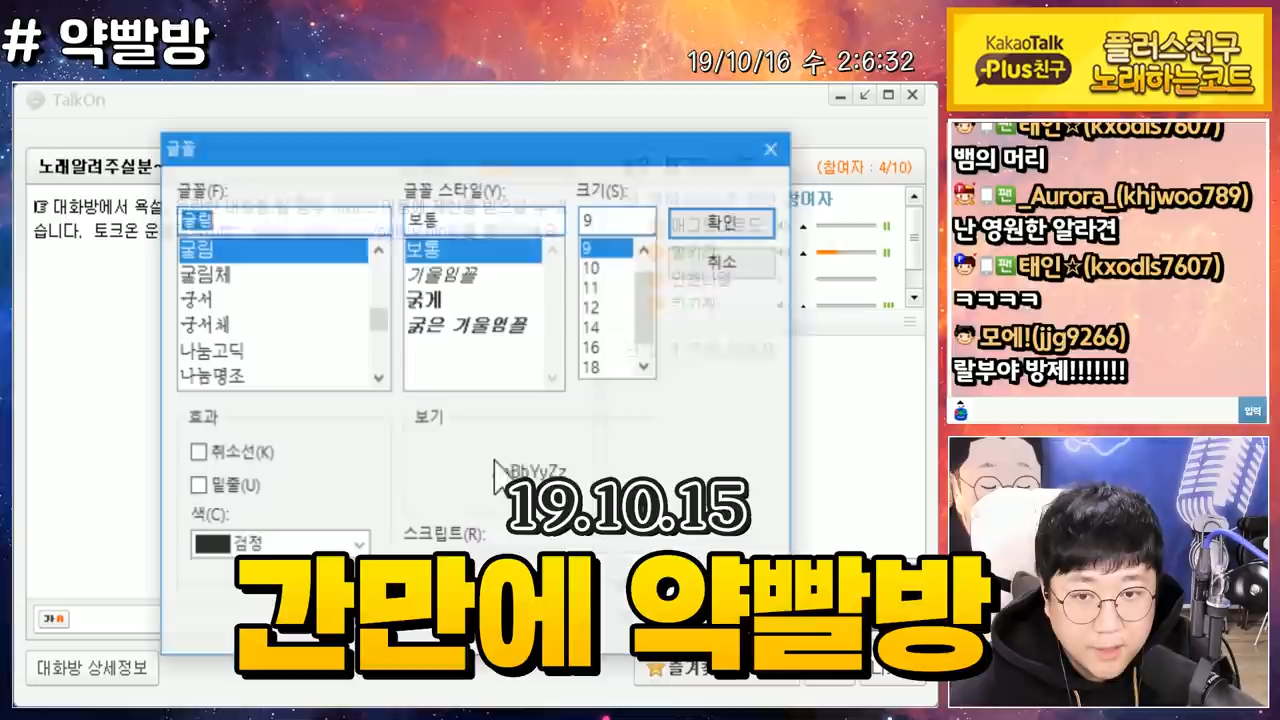 # 약빨방
19/10/16 수 2:6:32
KakaoTalk
Plus친구
플러스친구
노래하는코트
TalkOn
노래알려주실분~
(참여자 : 4/10)
☞ 대화방에서 욕설
습니다. 토크온 운
글꼴
글꼴(F):
굴림
굴림
굴림체
궁서
궁서체
나눔고딕
나눔명조
글꼴 스타일(Y):
보통
보통
기울임꼴
굵게
굵은 기울임꼴
크기(S):
9
9
10
11
12
14
16
18
확인
취소
효과
취소선(K)
밑줄(U)
색(C):
검정
보기
스크립트(R):
가
대화방 상세정보
19.10.15
간만에 약빨방
팬 태인☆(kxodls7607)
뱀의 머리
팬 _Aurora_(khjwoo789)
난 영원한 알라견
팬 태인☆(kxodls7607)
ㅋㅋㅋㅋ
모에!(jjg9266)
랄부야 방제!!!!!!!
입력